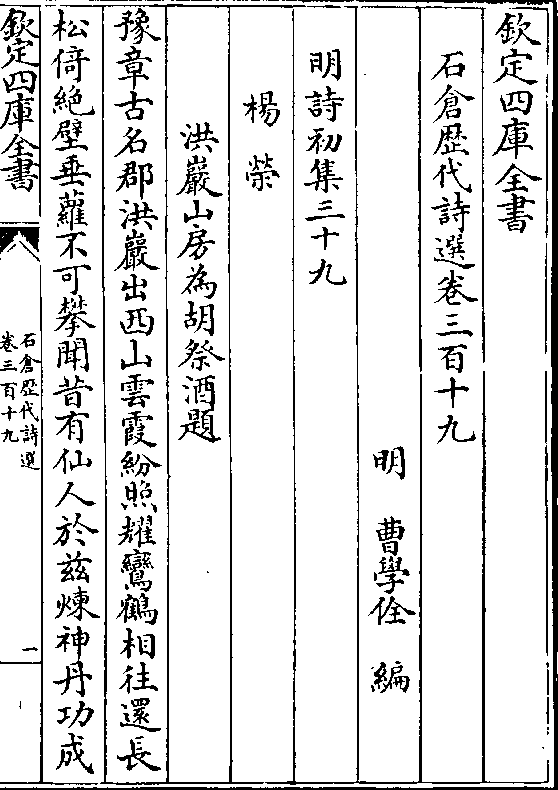 欽定四庫全書
石倉歴代詩選卷三百十九
明　曹學佺　編
明詩初集三十九
楊榮
洪巖山房為胡祭酒題
豫章古名郡洪巖出西山雲霞紛照耀鸞鶴相往還長
松倚絶壁垂蘿不可攀聞昔有仙人於兹煉神丹功成
欽定四庫全書
石倉歴代詩選
卷三百十九
一